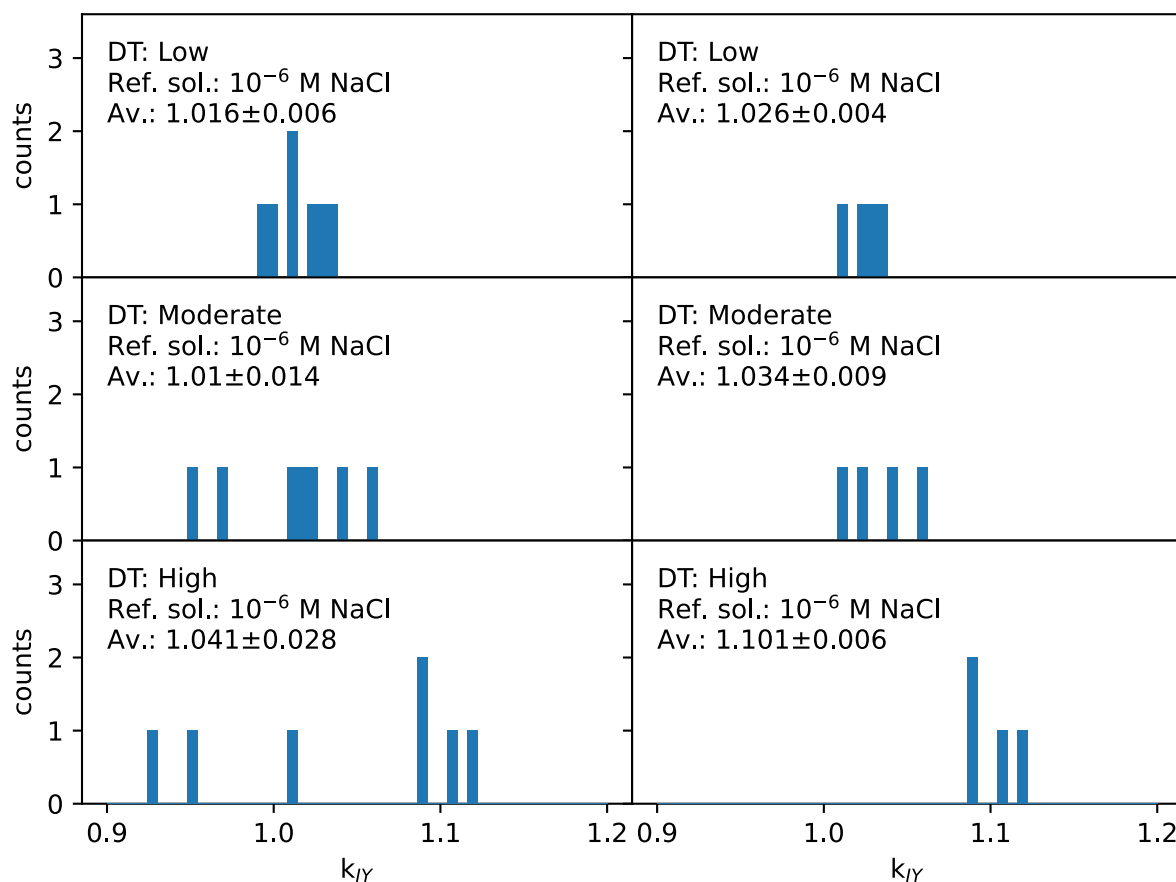 DT: Low
Ref. sol.: 10⁻⁶ M NaCl
Av.: 1.016±0.006
3
2
1
0
counts
DT: Low
Ref. sol.: 10⁻⁶ M NaCl
Av.: 1.026±0.004
DT: Moderate
Ref. sol.: 10⁻⁶ M NaCl
Av.: 1.01±0.014
3
2
1
0
counts
DT: Moderate
Ref. sol.: 10⁻⁶ M NaCl
Av.: 1.034±0.009
DT: High
Ref. sol.: 10⁻⁶ M NaCl
Av.: 1.041±0.028
3
2
1
0
counts
DT: High
Ref. sol.: 10⁻⁶ M NaCl
Av.: 1.101±0.006
0.9 1.0 1.1 1.2
k_IY
0.9 1.0 1.1 1.2
k_IY